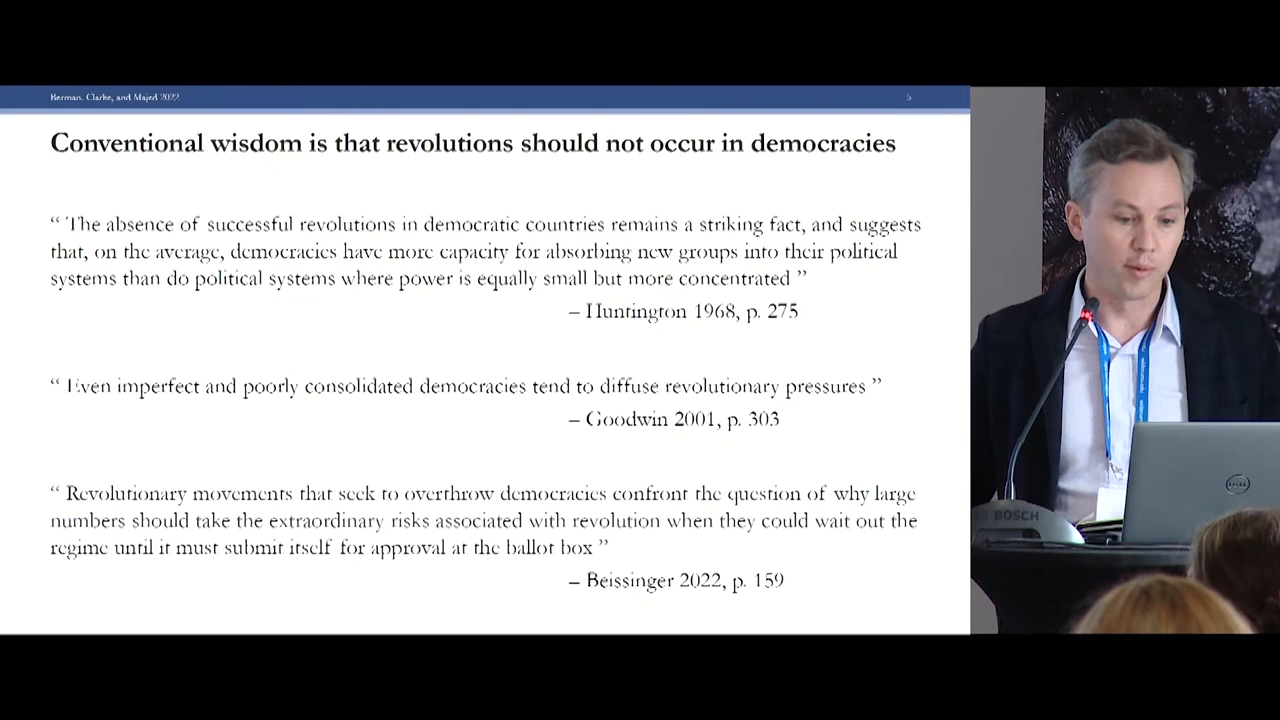 Berman, Clarke, and Majed 2022
5
Conventional wisdom is that revolutions should not occur in democracies
“ The absence of successful revolutions in democratic countries remains a striking fact, and suggests
that, on the average, democracies have more capacity for absorbing new groups into their political
systems than do political systems where power is equally small but more concentrated ”
– Huntington 1968, p. 275
“ Even imperfect and poorly consolidated democracies tend to diffuse revolutionary pressures ”
– Goodwin 2001, p. 303
“ Revolutionary movements that seek to overthrow democracies confront the question of why large
numbers should take the extraordinary risks associated with revolution when they could wait out the
regime until it must submit itself for approval at the ballot box ”
– Beissinger 2022, p. 159
DELL
BOSCH